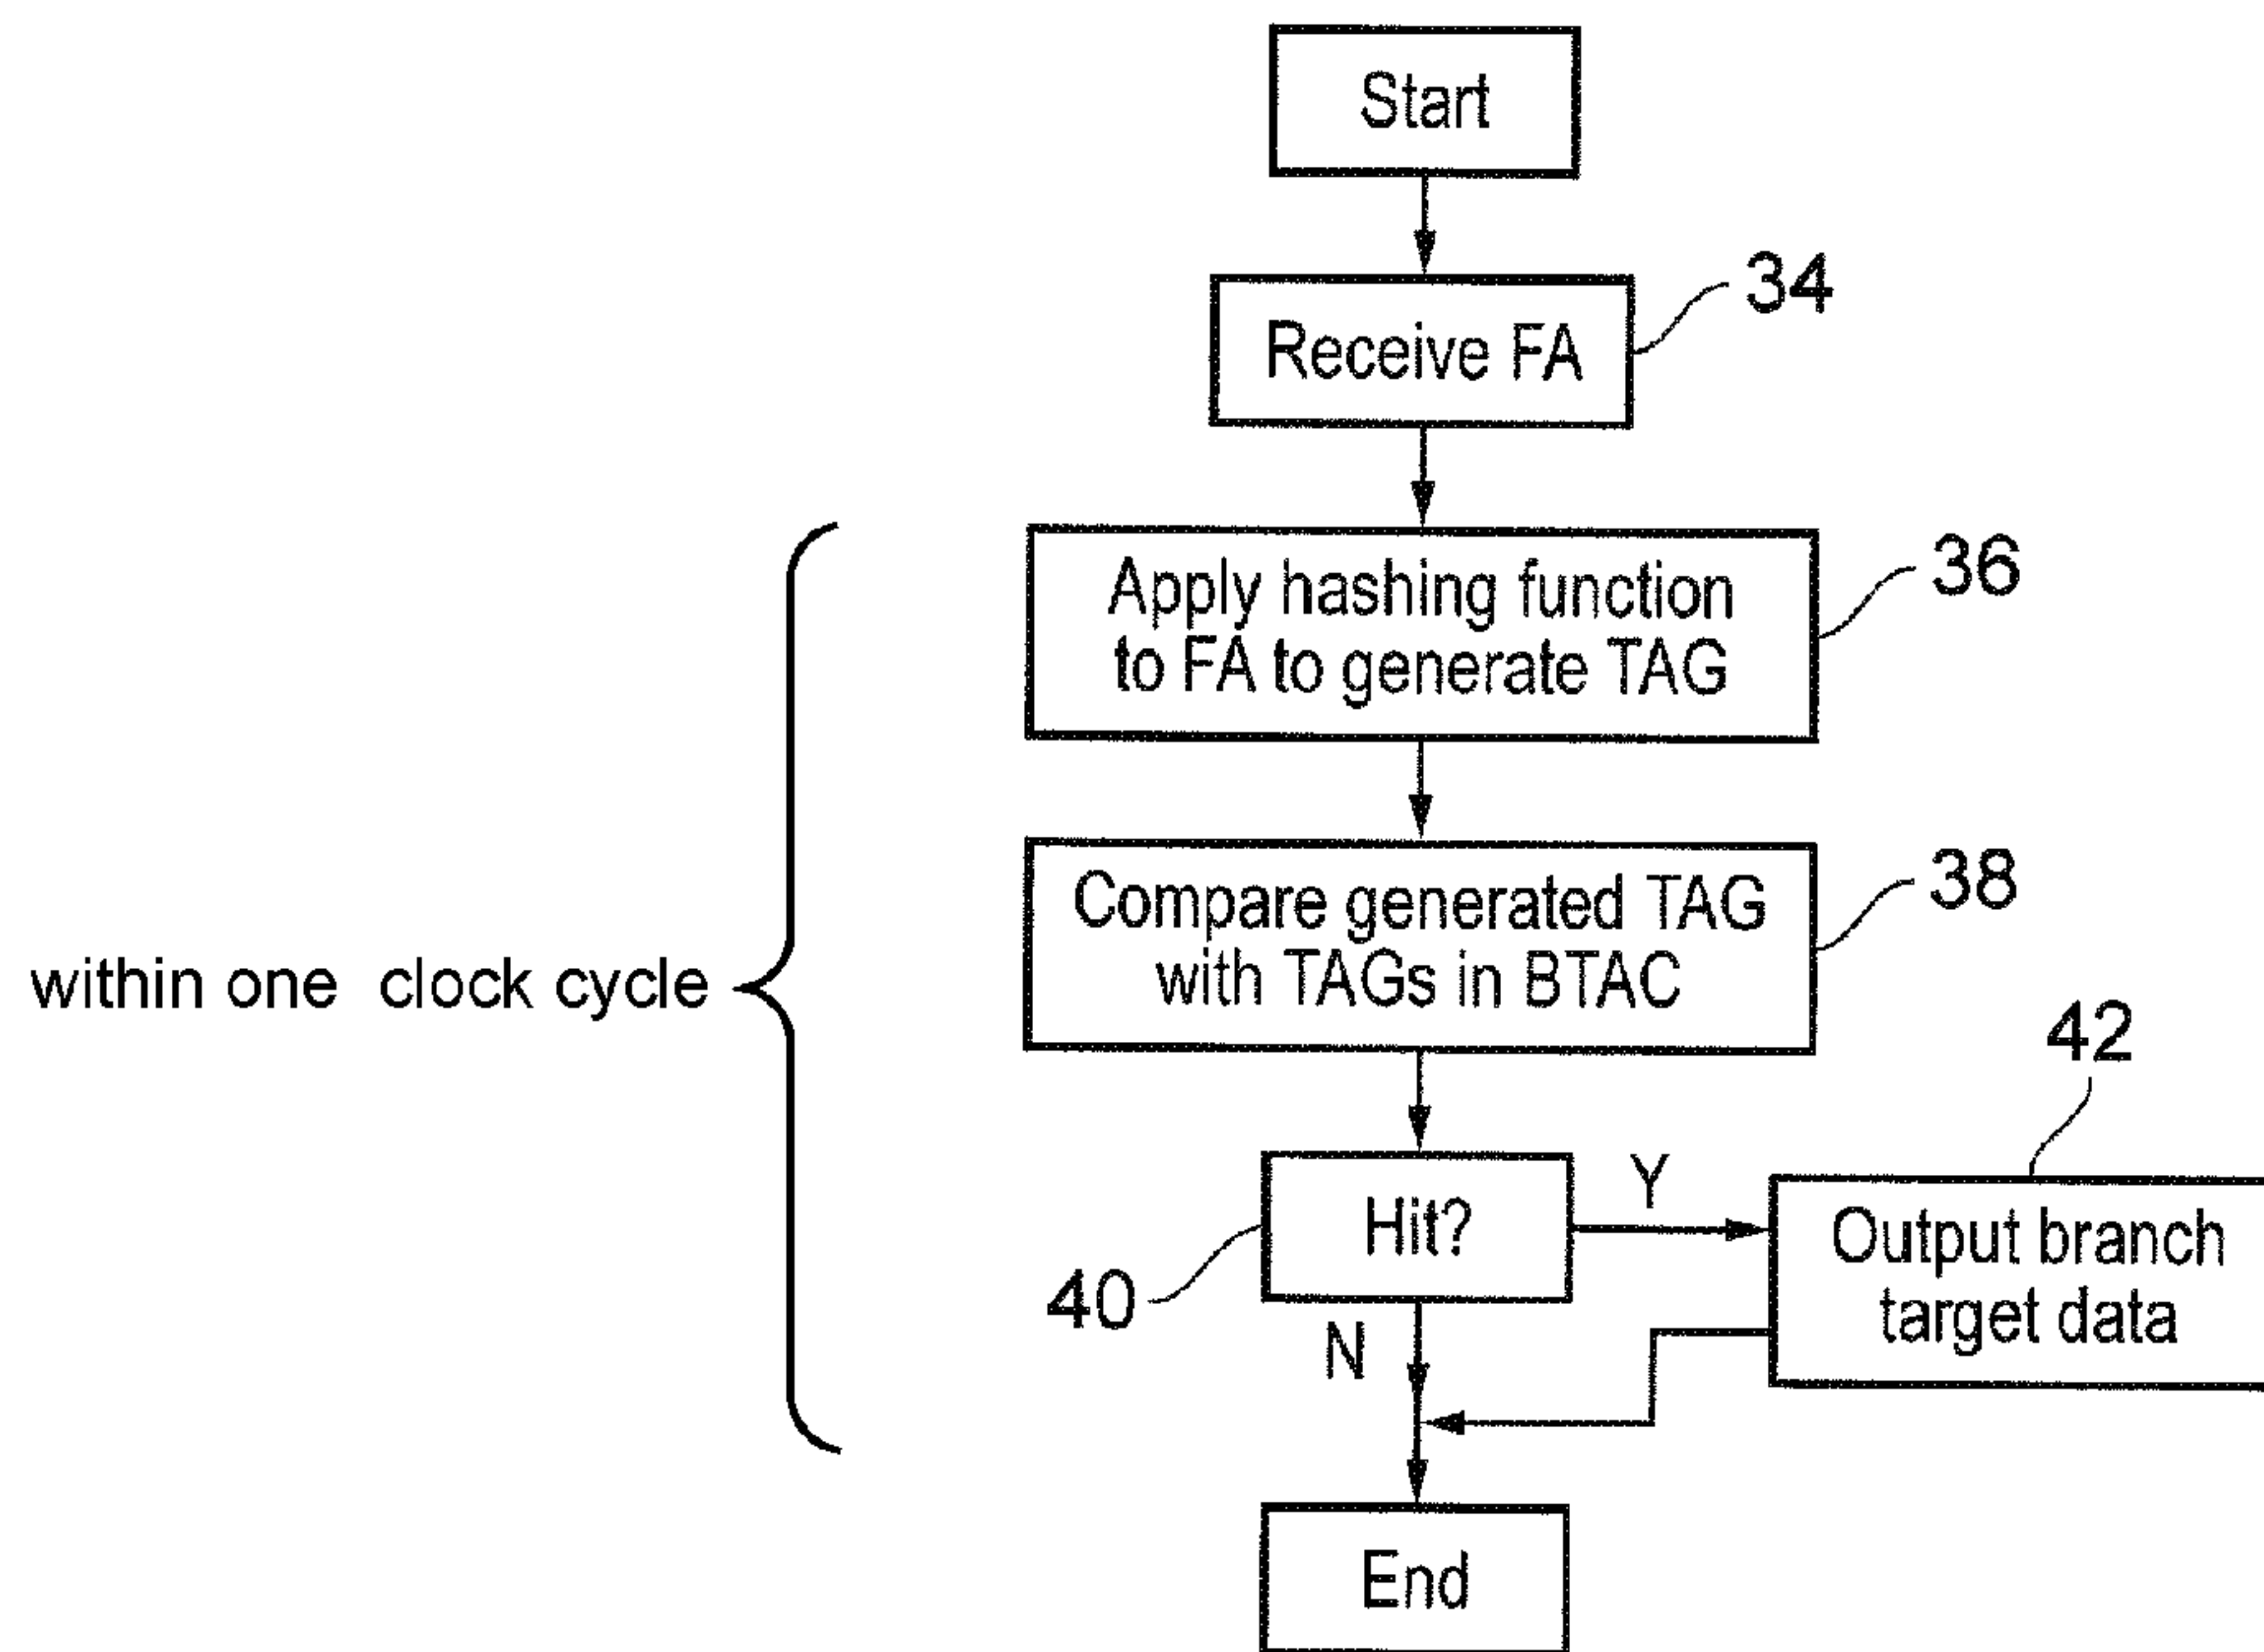 Start
Receive FA
34
Apply hashing function
to FA to generate TAG
36
Compare generated TAG
with TAGs in BTAC
38
within one clock cycle
Hit?
Y
N
40
42
Output branch
target data
End